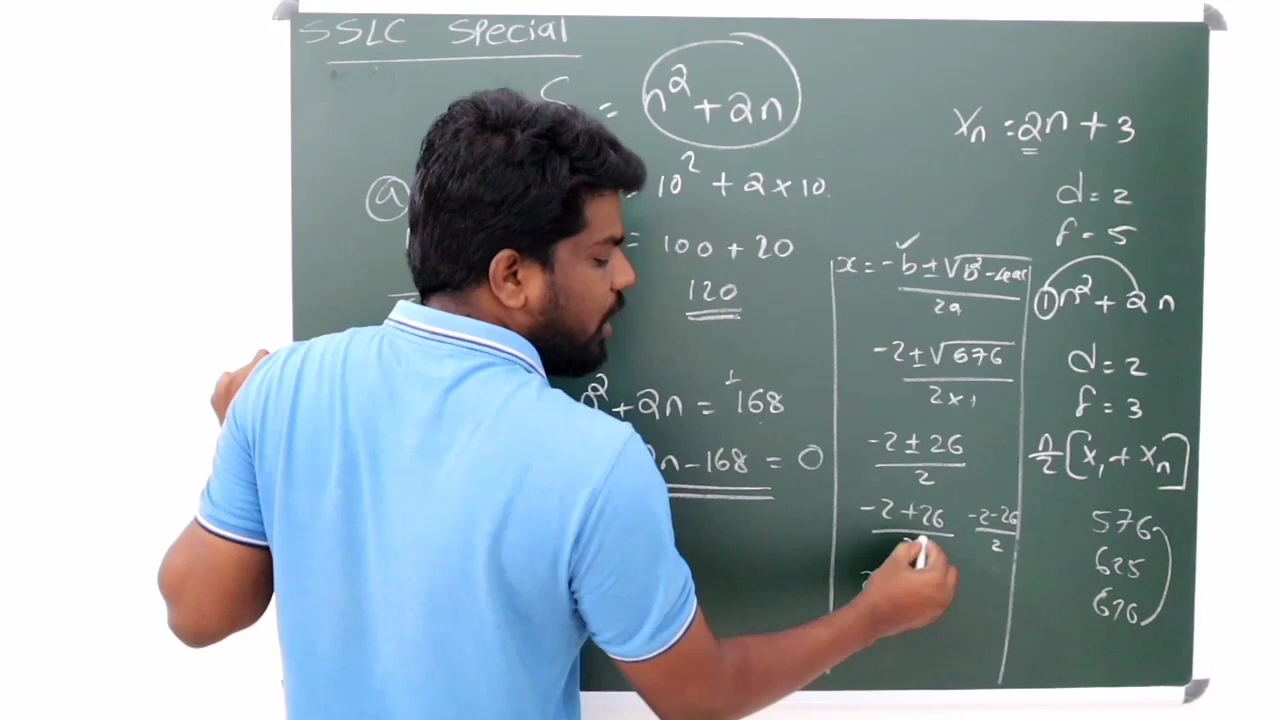 SSLC Special
= n² + 2n
ⓐ
= 10² + 2 × 10
= 100 + 20
120
n² + 2n = 168
2n - 168 = 0
x = -b ± √b² - 4ac
2a
-2 ± √676
2 × 1
-2 ± 26
2
-2 + 26
-2 - 26
2
Xn = 2n + 3
d = 2
f = 5
①n² + 2n
d = 2
f = 3
n/2 [x₁ + xn]
576
625
676